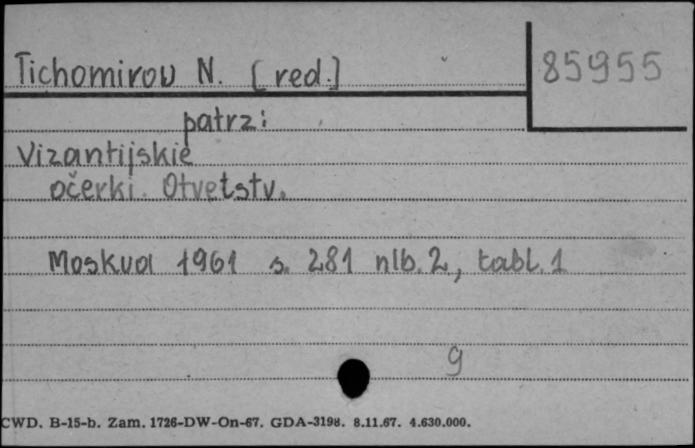 Tichomirov N. [red.]
85955
patrz:
Vizantijskie
očerki. Otvetstv.
Moskva 1961 s. 281 nlb. 2, tabl. 1
9
CWD. B-15-b. Zam. 1726-DW-On-67. GDA-3198. 8.11.67. 4.630.000.